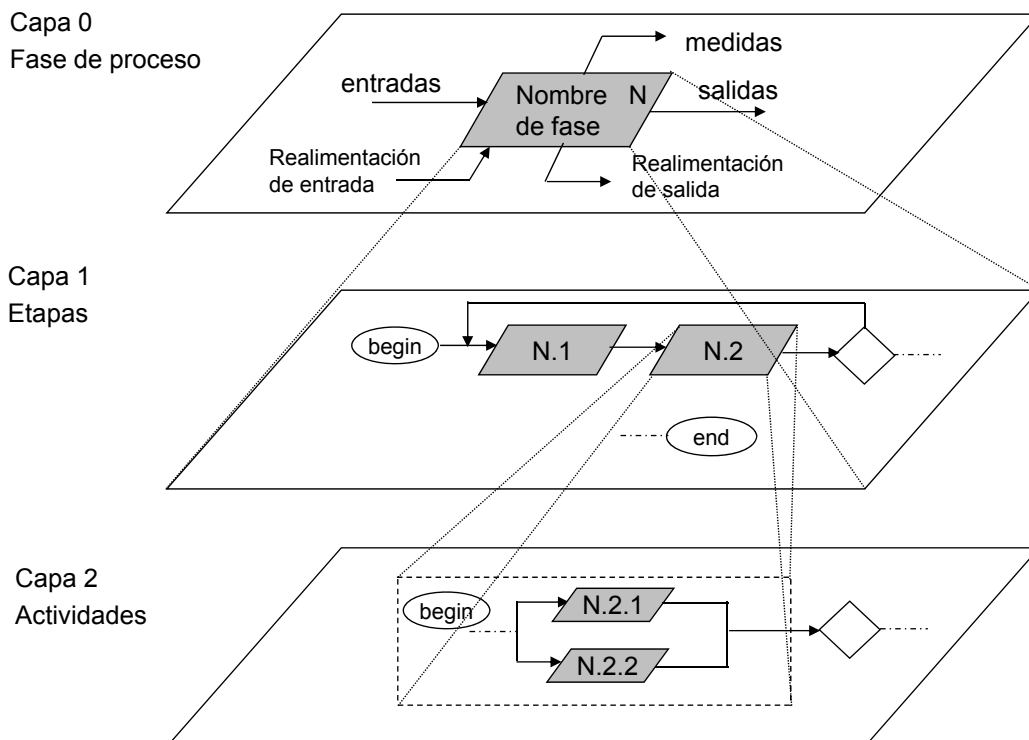 Capa 0
Fase de proceso
medidas
entradas
Nombre N
de fase
salidas
Realimentación
de entrada
Realimentación
de salida
Capa 1
Etapas
begin
N.1
N.2
end
Capa 2
Actividades
begin
N.2.1
N.2.2